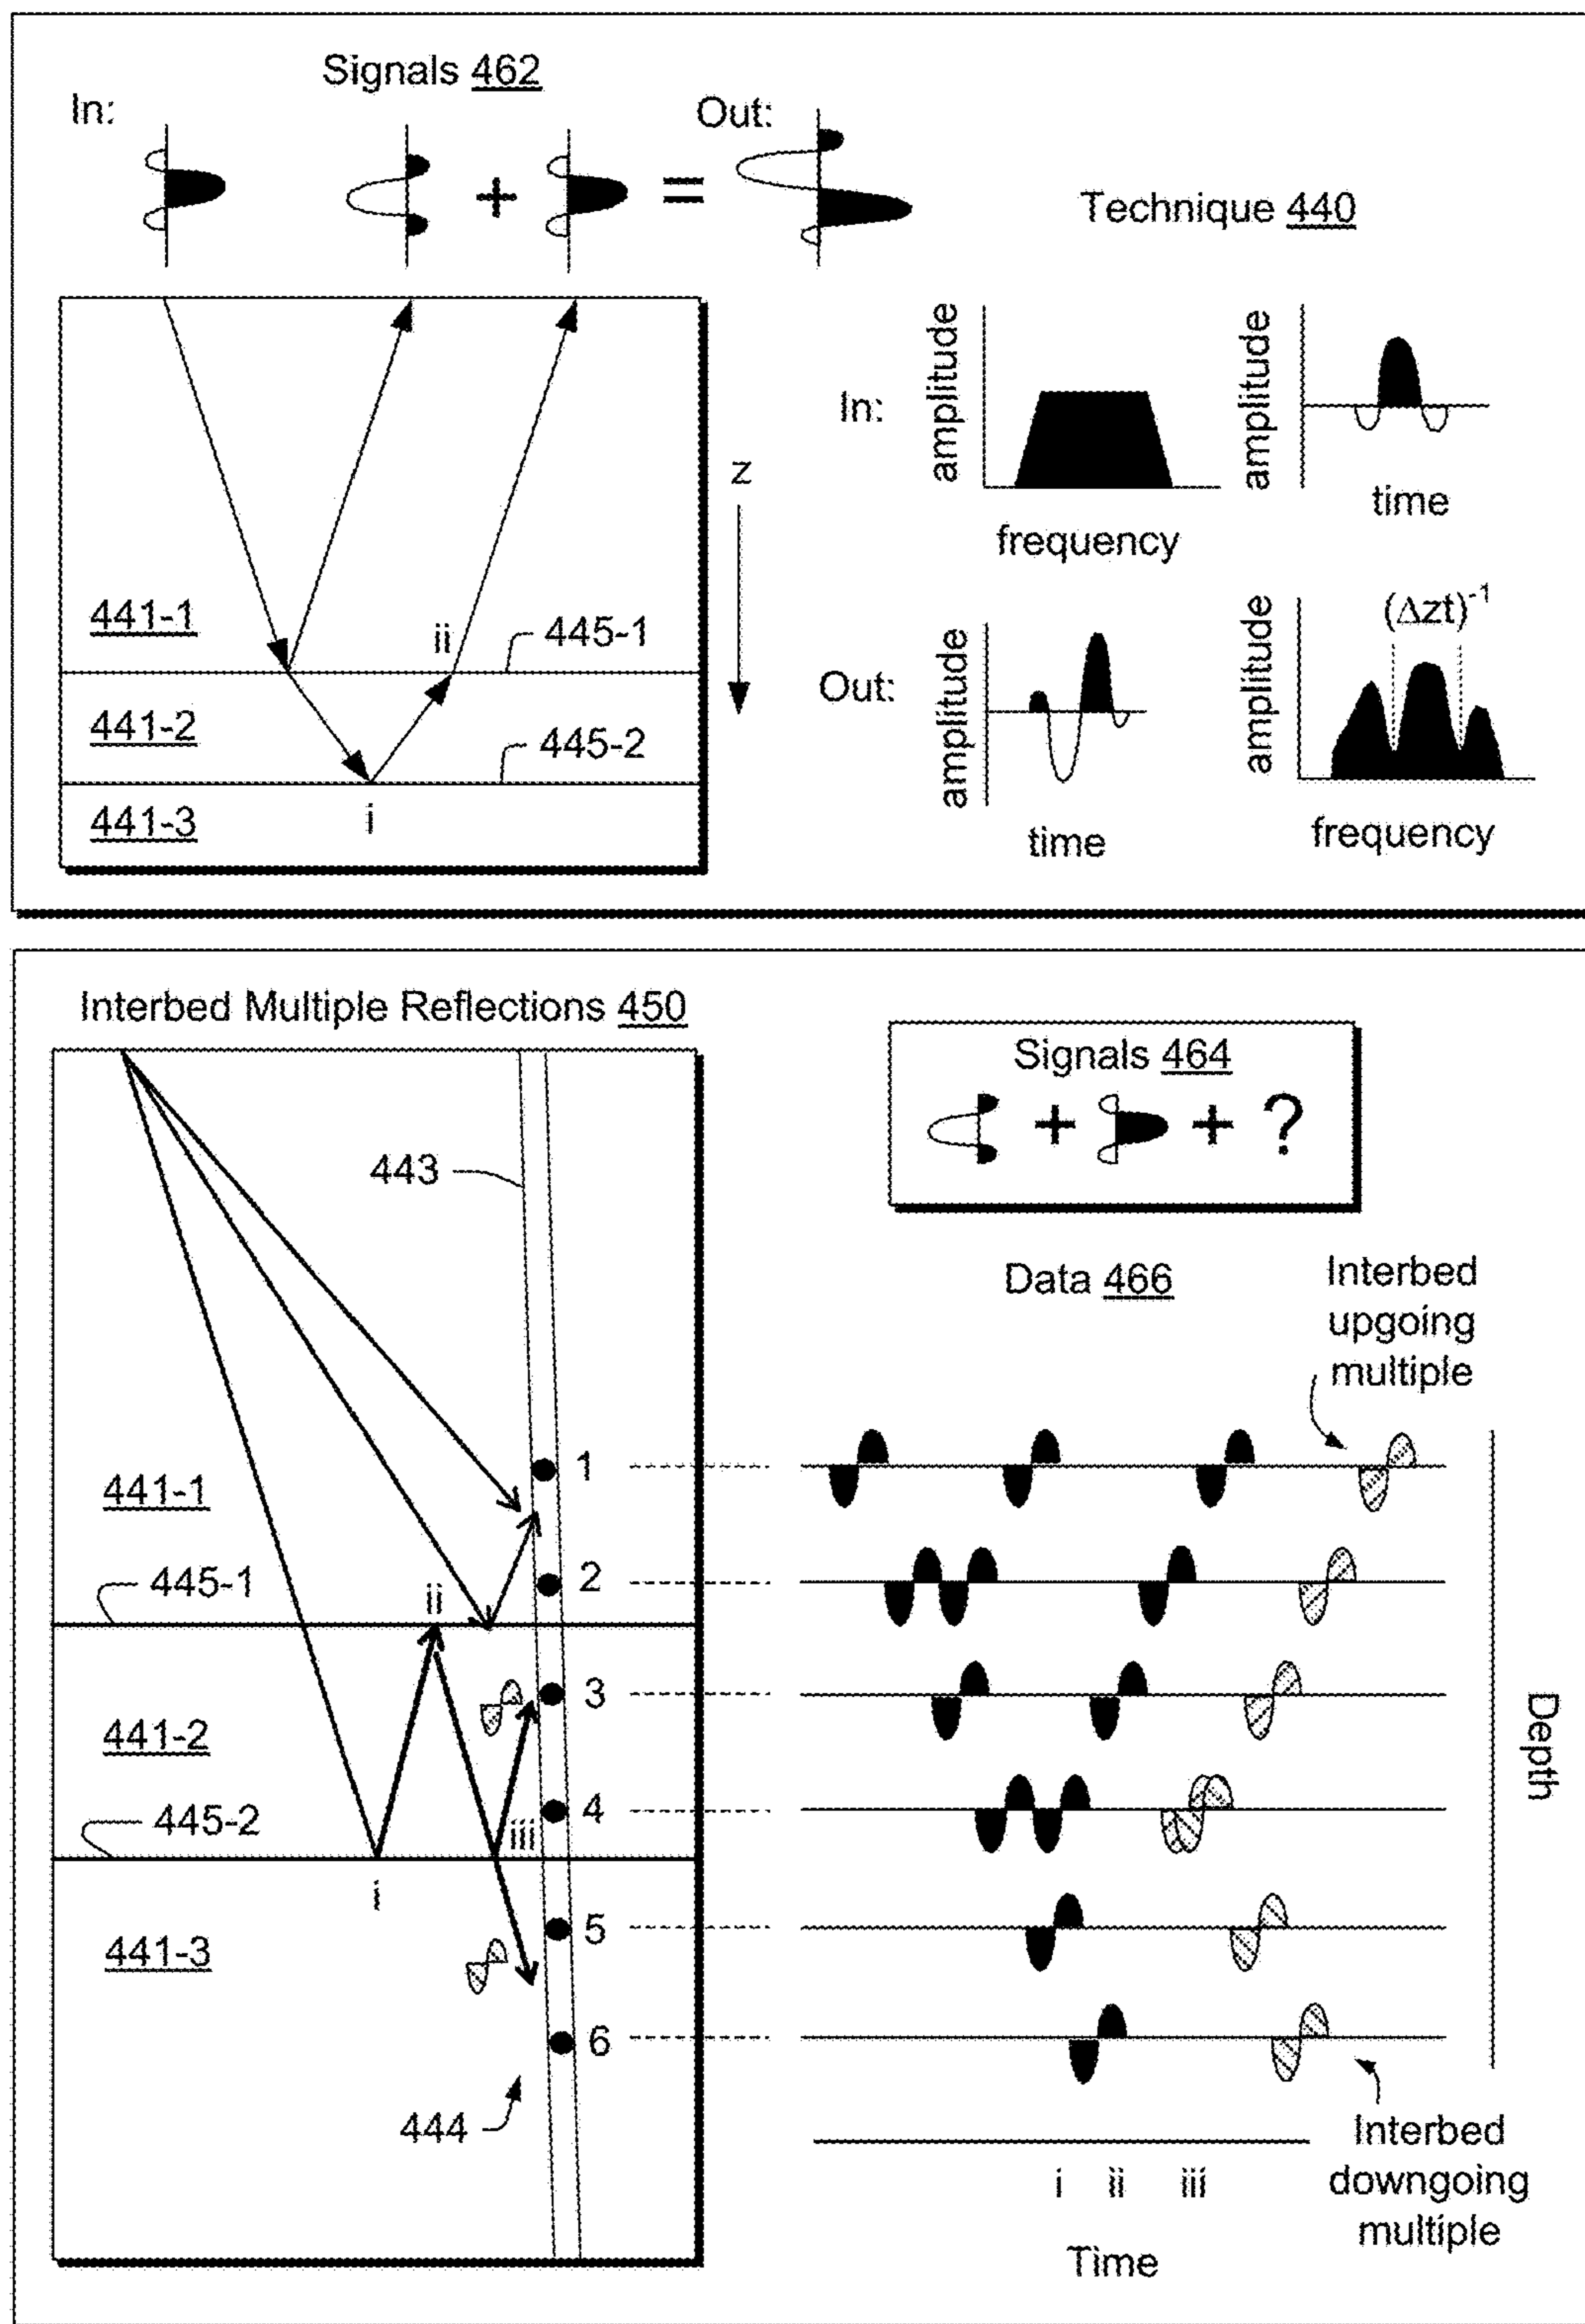 Signals 462
In:
Out:
+
=
Technique 440
441-1
ii
445-1
441-2
445-2
441-3
i
z
In:
amplitude
frequency
amplitude
time
Out:
amplitude
time
amplitude
(Δzt)-1
frequency
Interbed Multiple Reflections 450
443
441-1
445-1
ii
441-2
445-2
iii
i
441-3
444
1
2
3
4
5
6
Signals 464
+ + ?
Data 466
Interbed
upgoing
multiple
Depth
i ii iii
Time
Interbed
downgoing
multiple